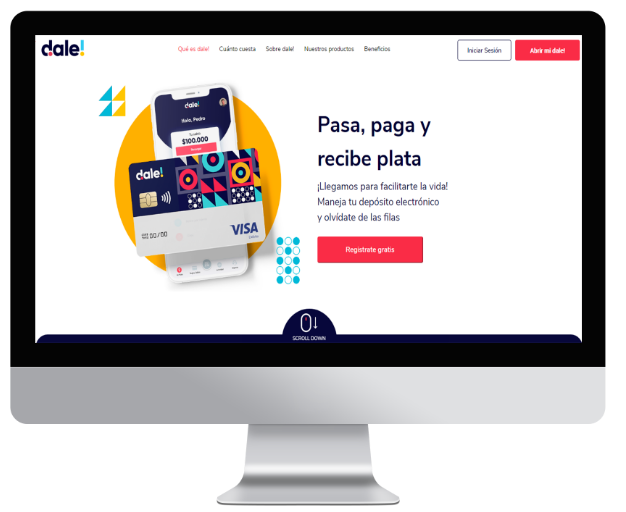 dale!
Qué es dale!
Cuánto cuesta
Sobre dale!
Nuestros productos
Beneficios
Iniciar Sesión
Abrir mi dale!
dale!
Hola, Pedro
$100.000
dale!
VISA
Pasa, paga y
recibe plata
¡Llegamos para facilitarte la vida!
Maneja tu depósito electrónico
y olvídate de las filas
Regístrate gratis
SCROLL DOWN